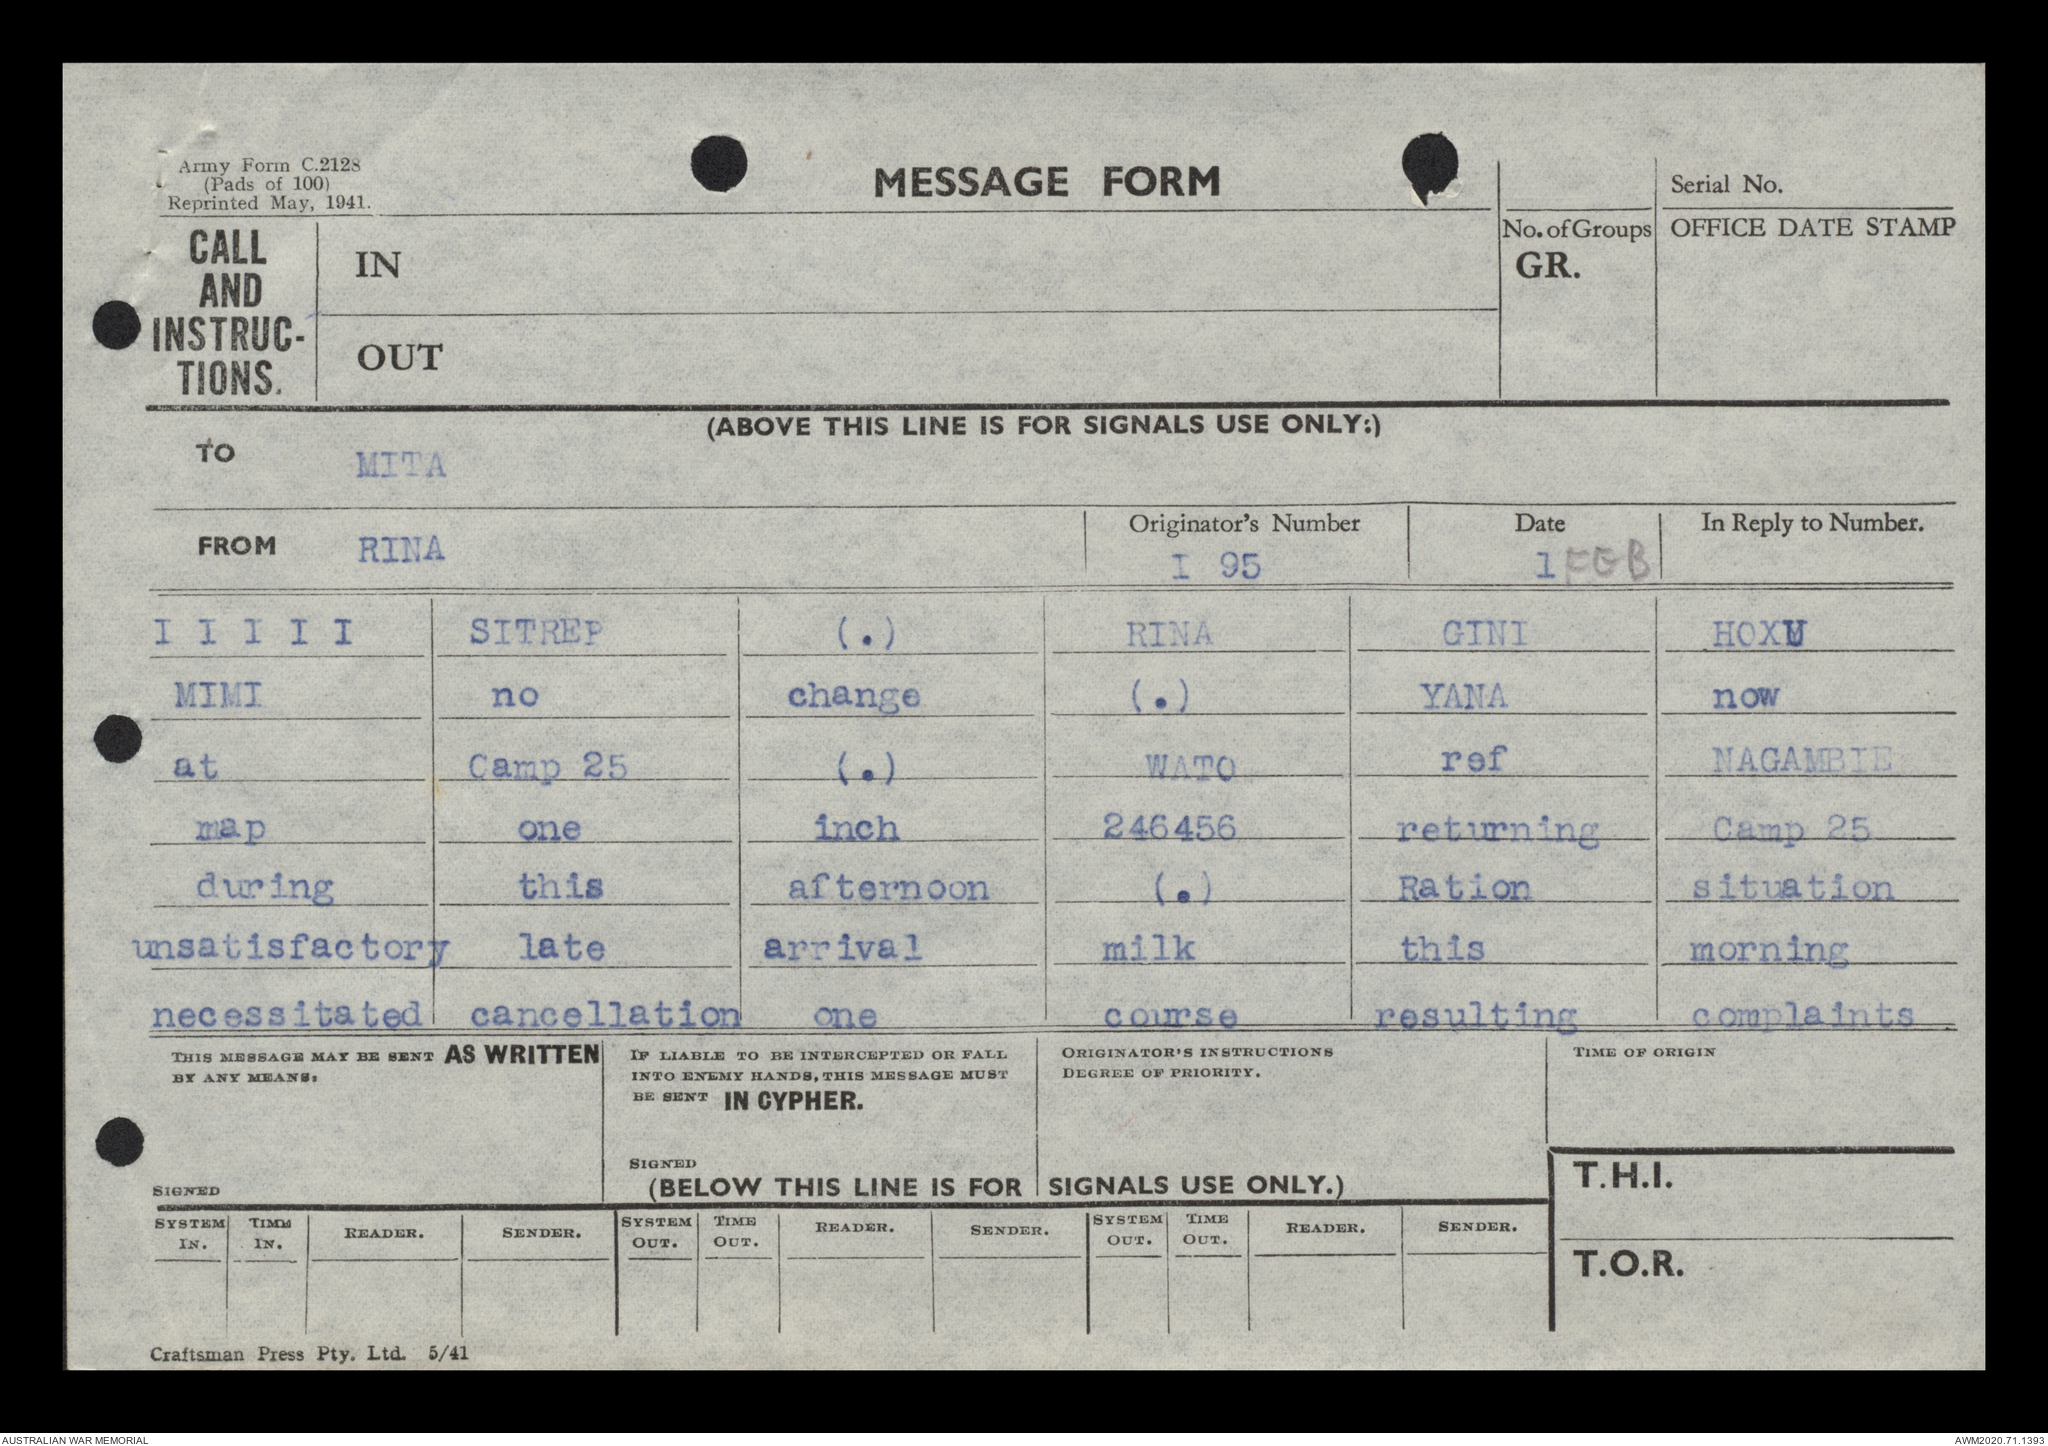 Army Form C.2128
(Pads of 100)
Reprinted May, 1941.
MESSAGE FORM
Serial No.
CALL AND INSTRUC-TIONS.
IN
No. of Groups
GR.
OFFICE DATE STAMP
OUT
(ABOVE THIS LINE IS FOR SIGNALS USE ONLY:)
TO MITA
FROM RINA
Originator's Number
I 95
Date
1 FEB
In Reply to Number.
I I I I I SITREP (.) RINA GINI HOXU
MIMI no change (.) YANA now
at Camp 25 (.) WATO ref NAGAMBIE
map one inch 246456 returning Camp 25
during this afternoon (.) Ration situation
unsatisfactory late arrival milk this morning
necessitated cancellation one course resulting complaints
THIS MESSAGE MAY BE SENT AS WRITTEN
BY ANY MEANS:
SIGNED
IF LIABLE TO BE INTERCEPTED OR FALL
INTO ENEMY HANDS, THIS MESSAGE MUST
BE SENT IN CYPHER.
SIGNED
ORIGINATOR'S INSTRUCTIONS
DEGREE OF PRIORITY.
TIME OF ORIGIN
(BELOW THIS LINE IS FOR SIGNALS USE ONLY.)
T.H.I.
SYSTEM IN. TIME IN. READER. SENDER. SYSTEM OUT. TIME OUT. READER. SENDER. SYSTEM OUT. TIME OUT. READER. SENDER.
T.O.R.
Craftsman Press Pty. Ltd. 5/41
AUSTRALIAN WAR MEMORIAL
AWM2020.71.1393